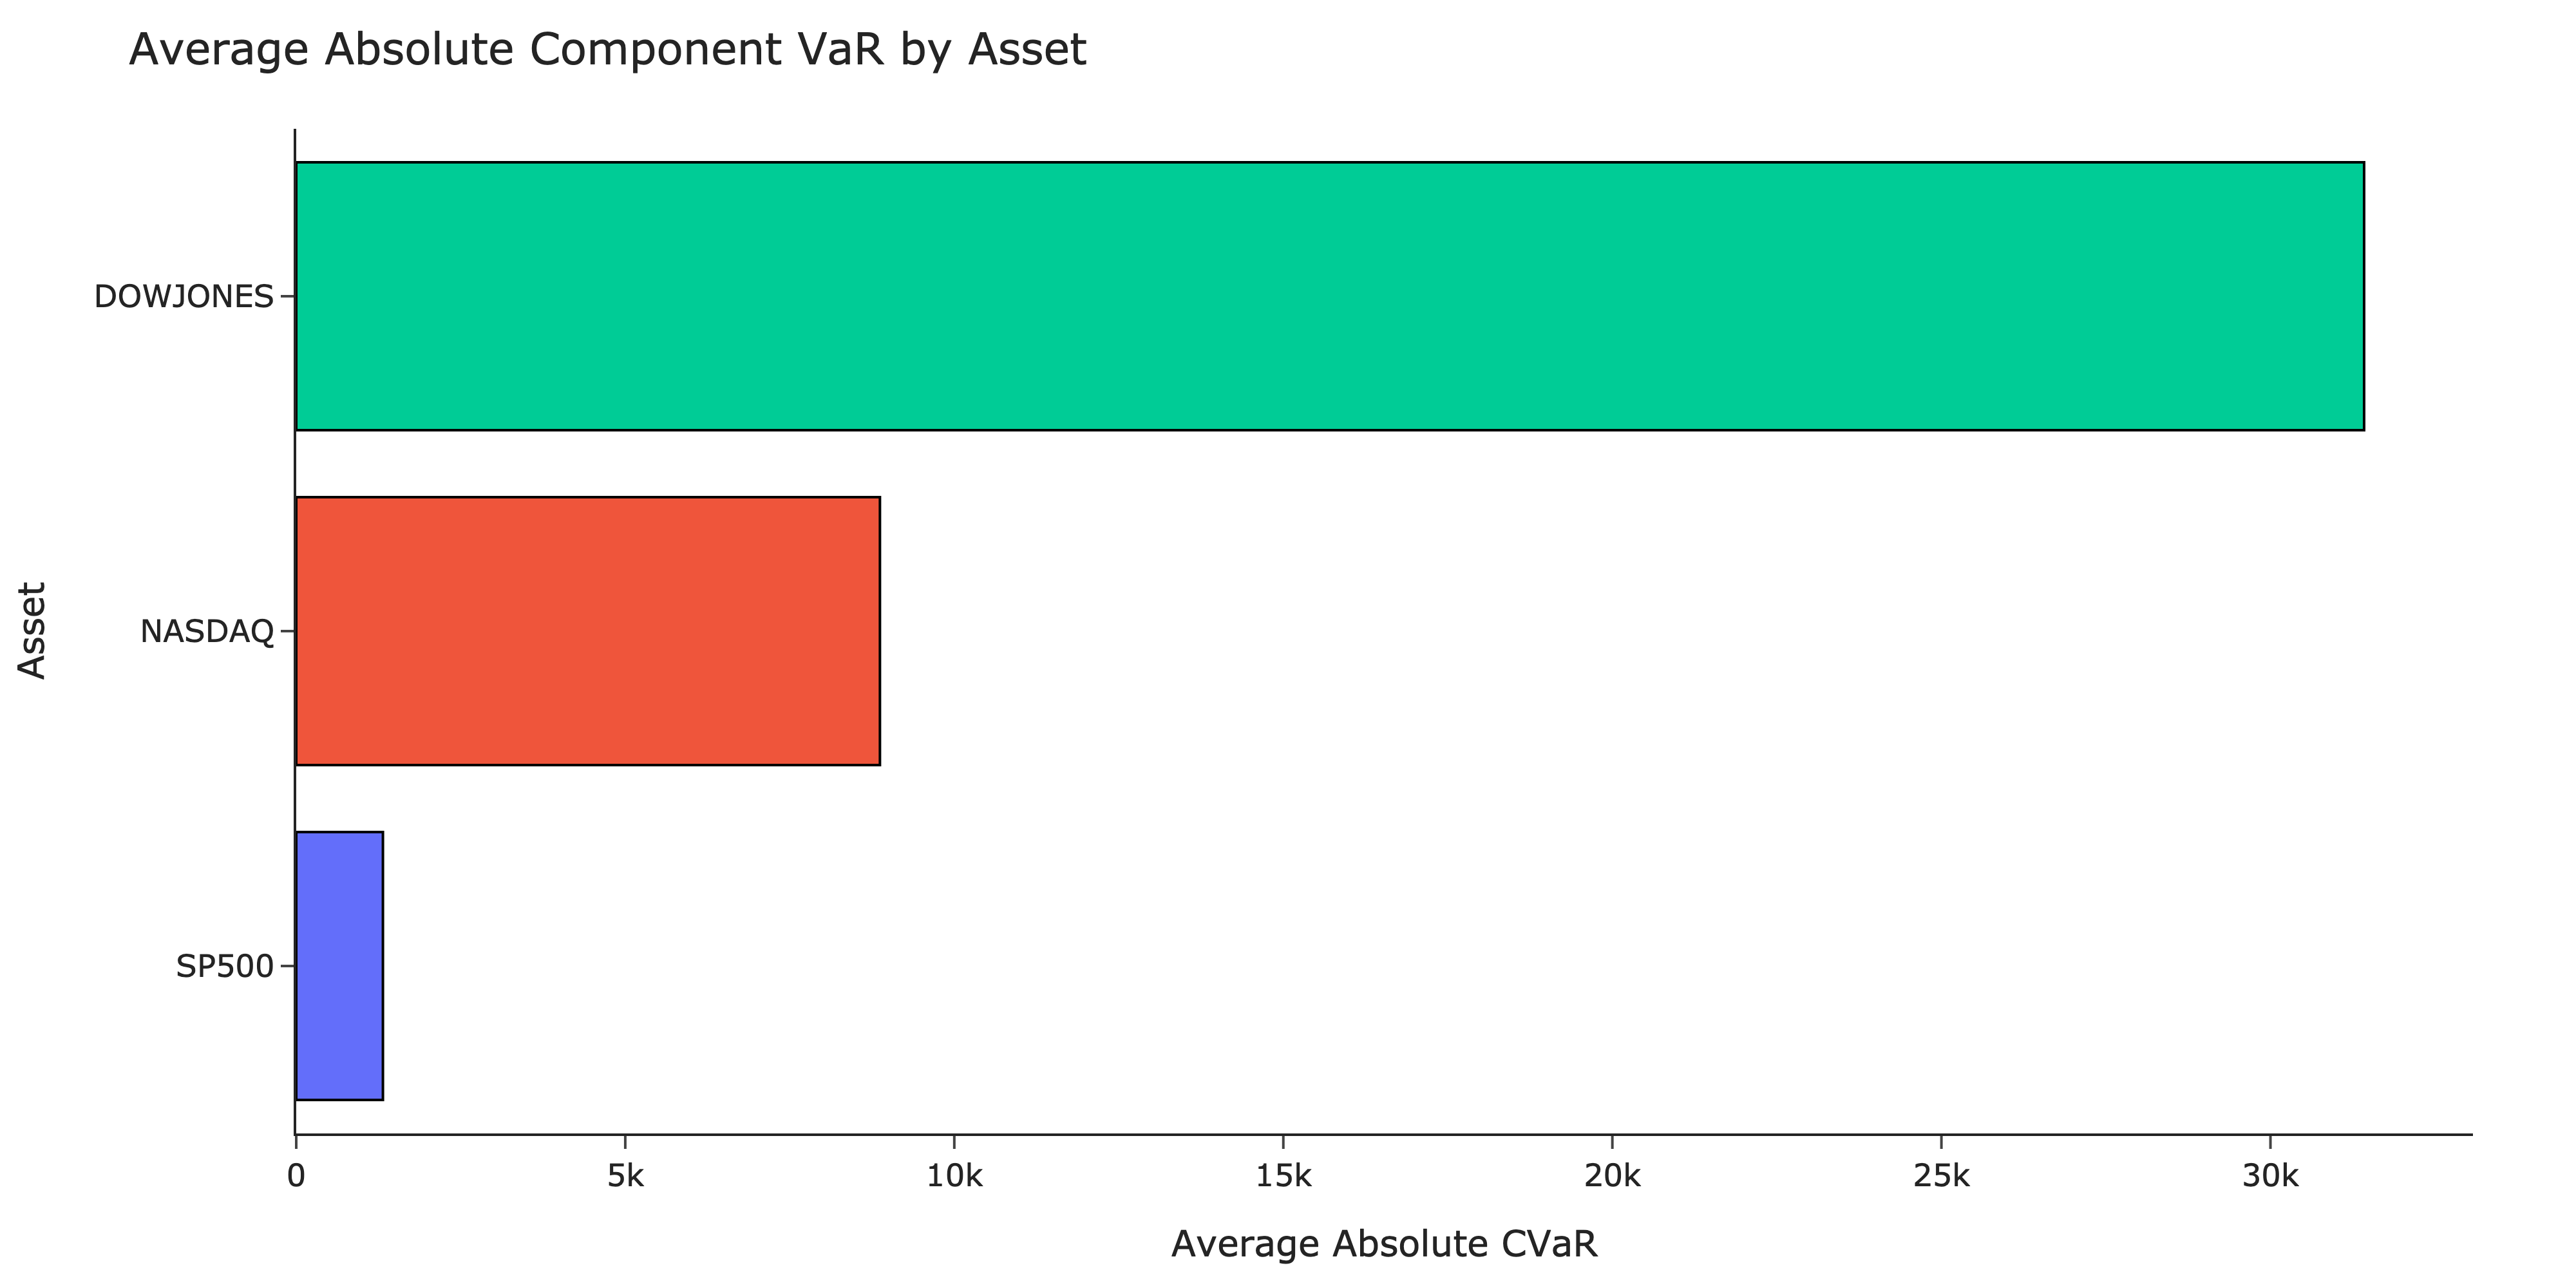 Average Absolute Component VaR by Asset
DOWJONES
NASDAQ
SP500
Asset
0 5k 10k 15k 20k 25k 30k
Average Absolute CVaR